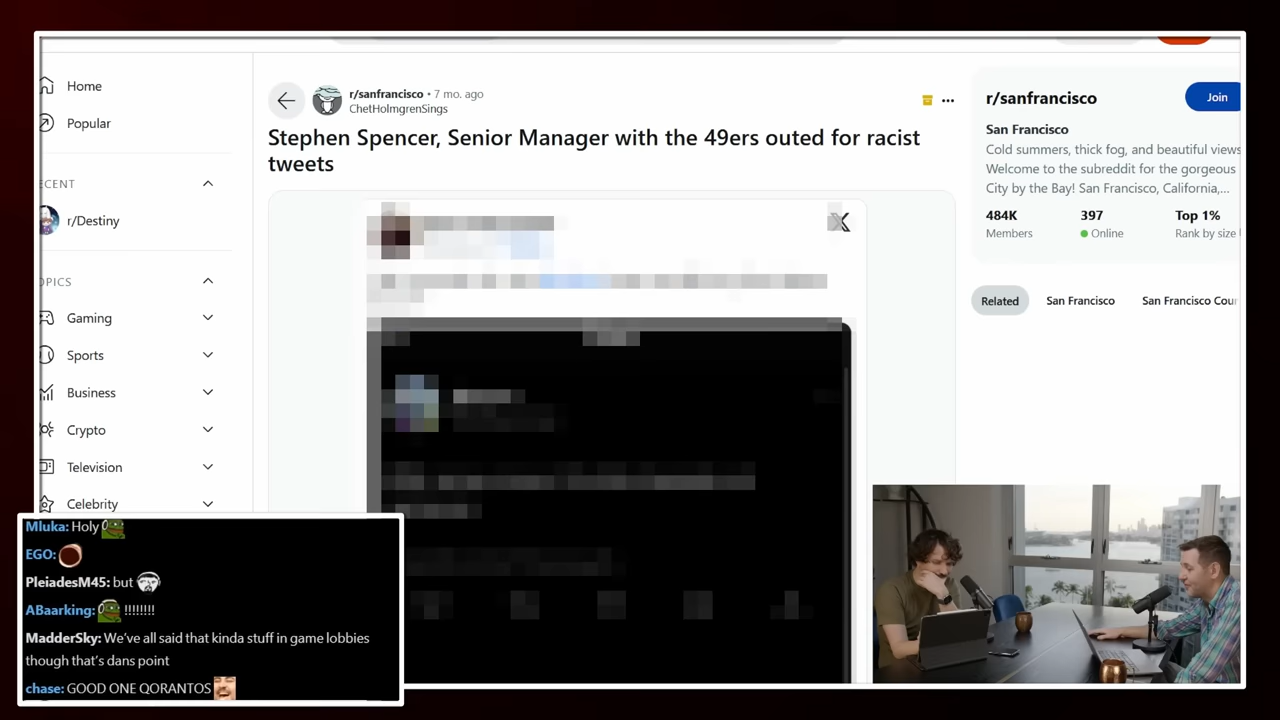 Home
Popular
ECENT
r/Destiny
OPICS
Gaming
Sports
Business
Crypto
Television
Celebrity
r/sanfrancisco • 7 mo. ago
ChetHolmgrenSings
Stephen Spencer, Senior Manager with the 49ers outed for racist
tweets
X
r/sanfrancisco
Join
San Francisco
Cold summers, thick fog, and beautiful views
Welcome to the subreddit for the gorgeous
City by the Bay! San Francisco, California,...
484K 397 Top 1%
Members Online Rank by size
Related San Francisco San Francisco Cour
Mluka: Holy
EGO:
PleiadesM45: but
ABaarking: !!!!!!!!
MadderSky: We've all said that kinda stuff in game lobbies
though that's dans point
chase: GOOD ONE QORANTOS